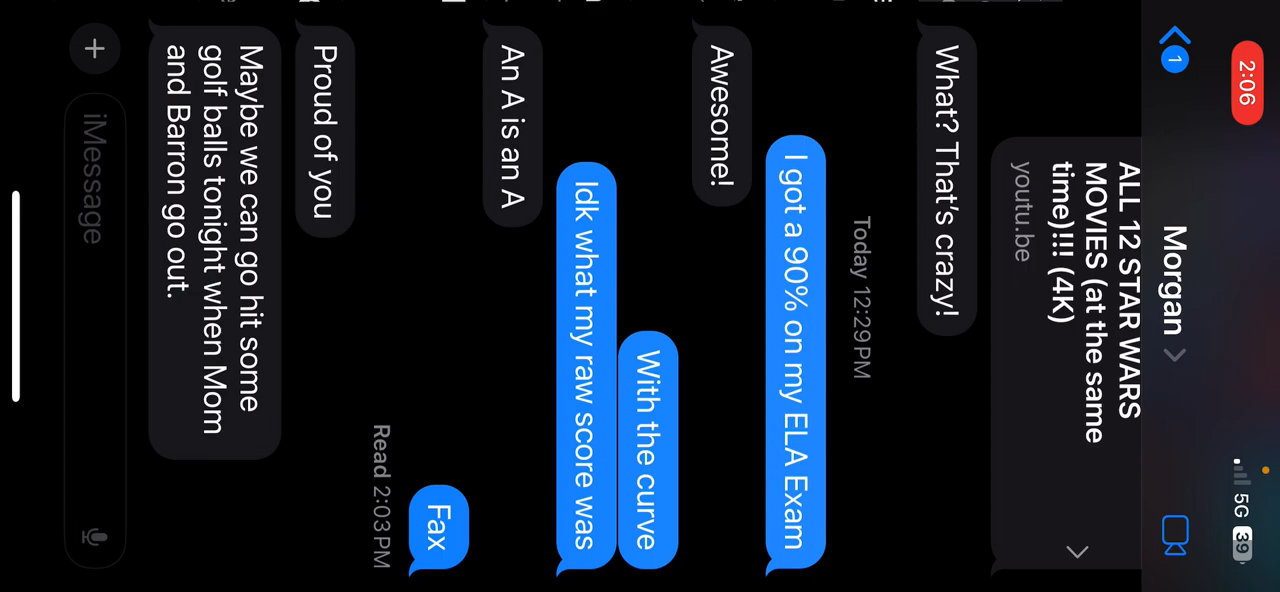 2:06
5G 39
1
Morgan
ALL 12 STAR WARS
MOVIES (at the same
time)!!! (4K)
youtu.be
What? That's crazy!
Today 12:29 PM
I got a 90% on my ELA Exam
Awesome!
With the curve
Idk what my raw score was
An A is an A
Fax
Read 2:03 PM
Proud of you
Maybe we can go hit some
golf balls tonight when Mom
and Barron go out.
iMessage